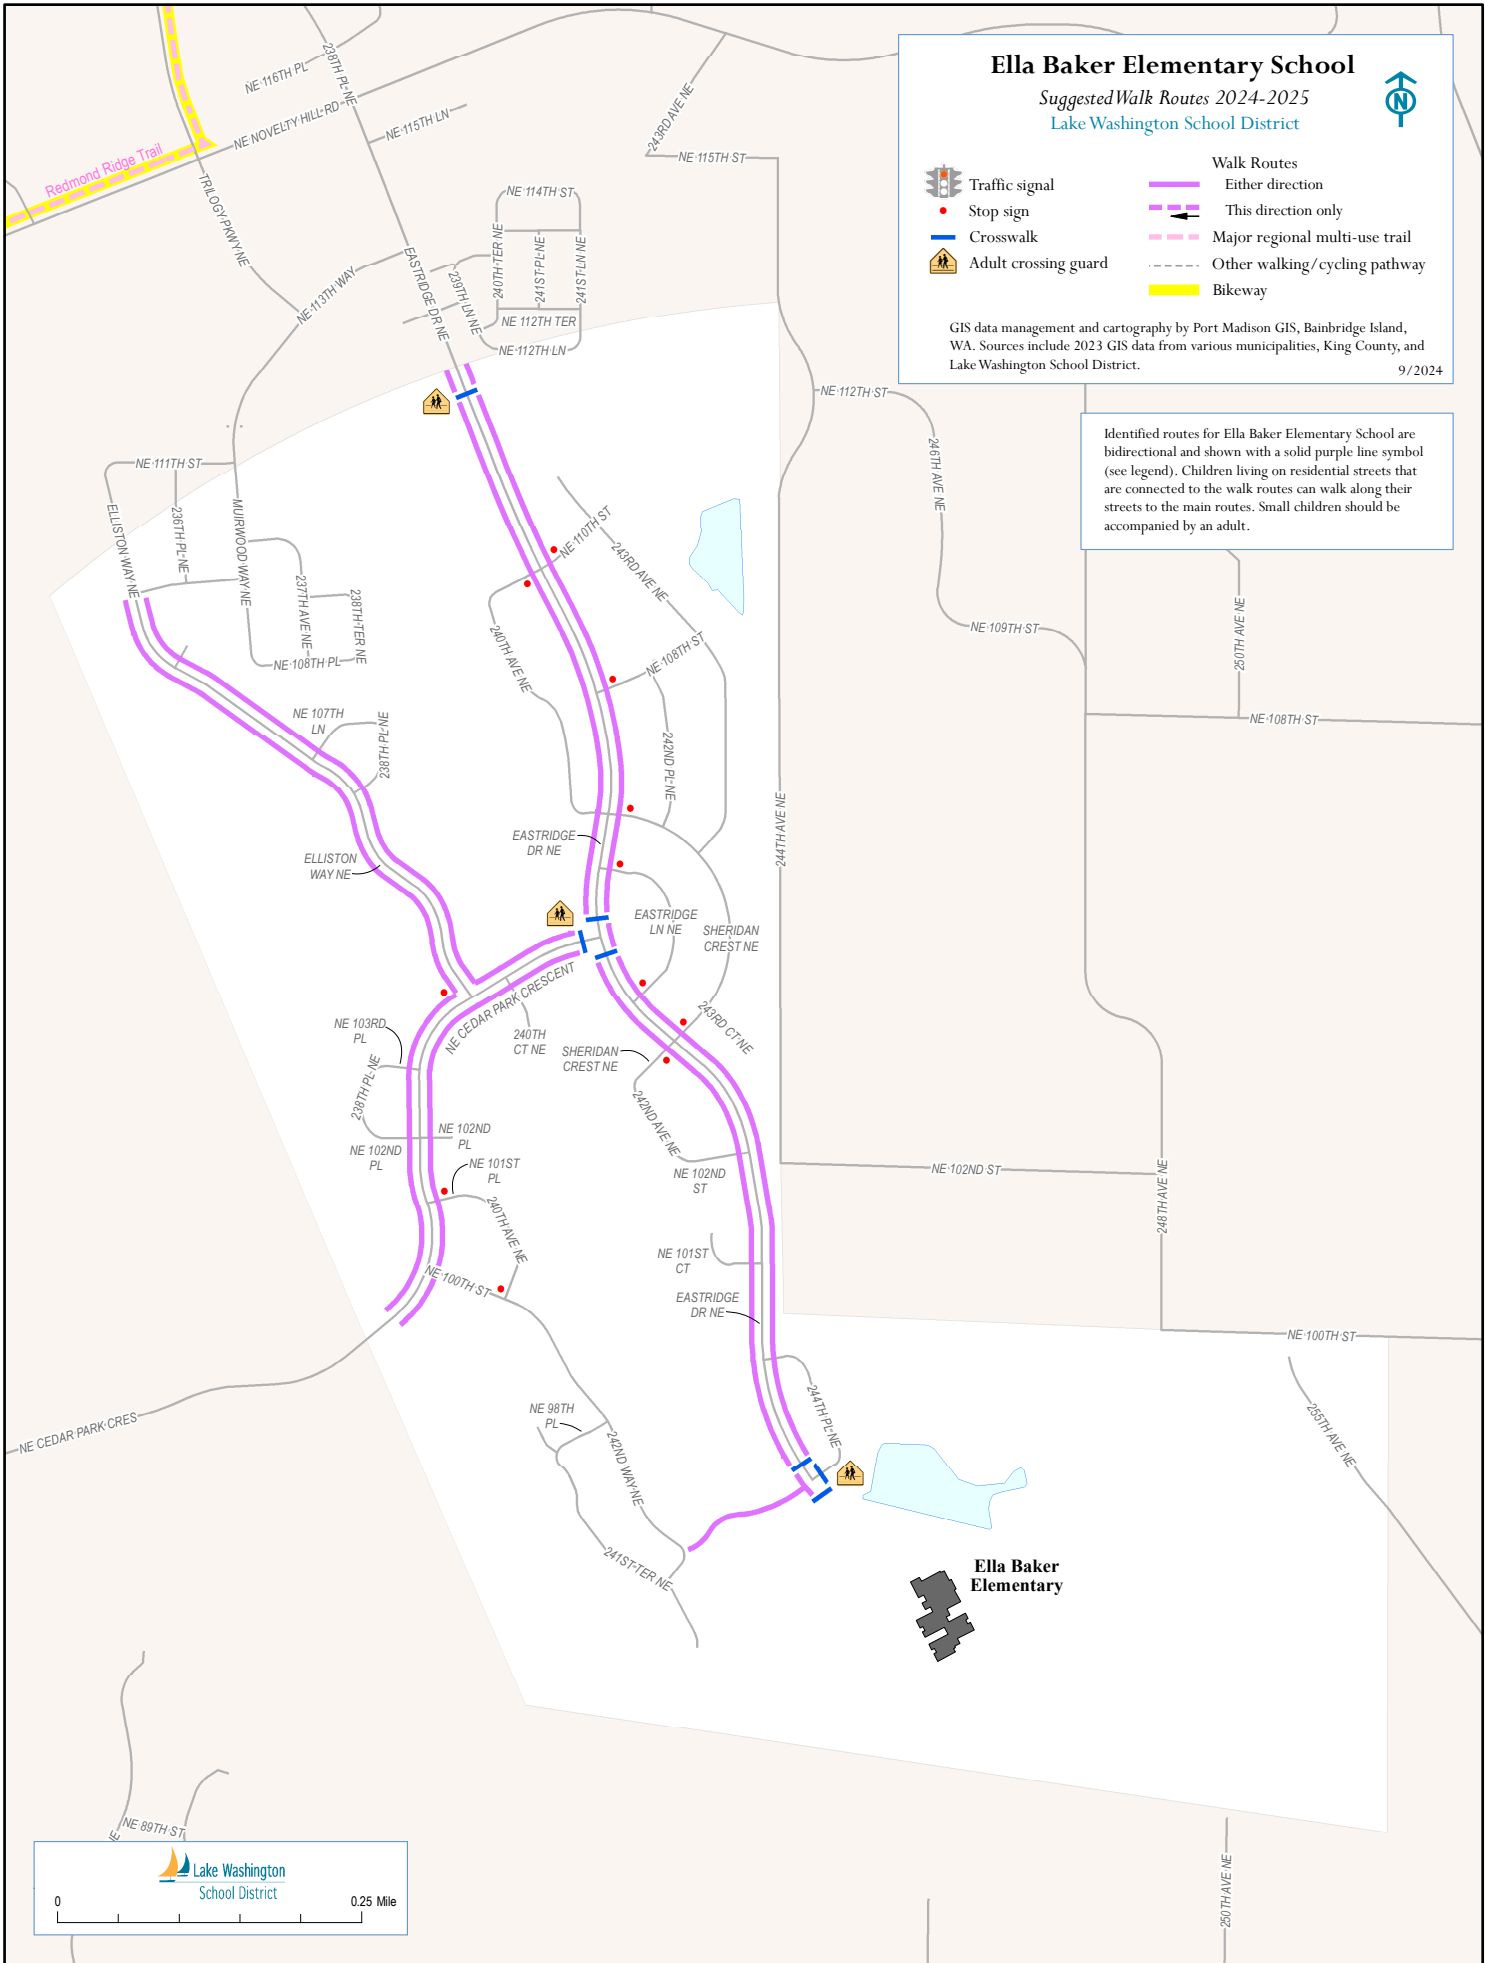 Ella Baker Elementary School
Suggested Walk Routes 2024-2025
Lake Washington School District
N
Traffic signal
Stop sign
Crosswalk
Adult crossing guard
Walk Routes
Either direction
This direction only
Major regional multi-use trail
Other walking/cycling pathway
Bikeway
GIS data management and cartography by Port Madison GIS, Bainbridge Island,
WA. Sources include 2023 GIS data from various municipalities, King County, and
Lake Washington School District.
9/2024
Identified routes for Ella Baker Elementary School are
bidirectional and shown with a solid purple line symbol
(see legend). Children living on residential streets that
are connected to the walk routes can walk along their
streets to the main routes. Small children should be
accompanied by an adult.
NE 116TH PL
238TH PL NE
NE NOVELTY HILL RD
NE 115TH LN
243RD AVE NE
NE 115TH ST
Redmond Ridge Trail
TRILOGY PKWY NE
NE 114TH ST
240TH TER NE
241ST PL NE
241ST LN NE
NE 113TH WAY
EASTRIDGE DR NE
239TH LN NE
NE 112TH TER
NE 112TH LN
NE 112TH ST
246TH AVE NE
NE 111TH ST
ELLISTON WAY NE
236TH PL NE
MUIRWOOD WAY NE
237TH AVE NE
238TH TER NE
NE 108TH PL
NE 110TH ST
243RD AVE NE
240TH AVE NE
NE 108TH ST
242ND PL NE
NE 109TH ST
250TH AVE NE
NE 108TH ST
NE 107TH
LN
238TH PL NE
244TH AVE NE
EASTRIDGE
DR NE
ELLISTON
WAY NE
EASTRIDGE
LN NE
SHERIDAN
CREST NE
NE CEDAR PARK CRESCENT
243RD CT NE
NE 103RD
PL
240TH
CT NE
SHERIDAN
CREST NE
238TH PL NE
242ND AVE NE
NE 102ND
PL
NE 102ND
PL
NE 101ST
PL
NE 102ND
ST
NE 102ND ST
248TH AVE NE
240TH AVE NE
NE 101ST
CT
NE 100TH ST
EASTRIDGE
DR NE
NE 100TH ST
244TH PL NE
255TH AVE NE
NE 98TH
PL
NE CEDAR PARK CRES
242ND WAY NE
241ST TER NE
Ella Baker
Elementary
NE 89TH ST
IE
250TH AVE NE
Lake Washington
School District
0
0.25 Mile